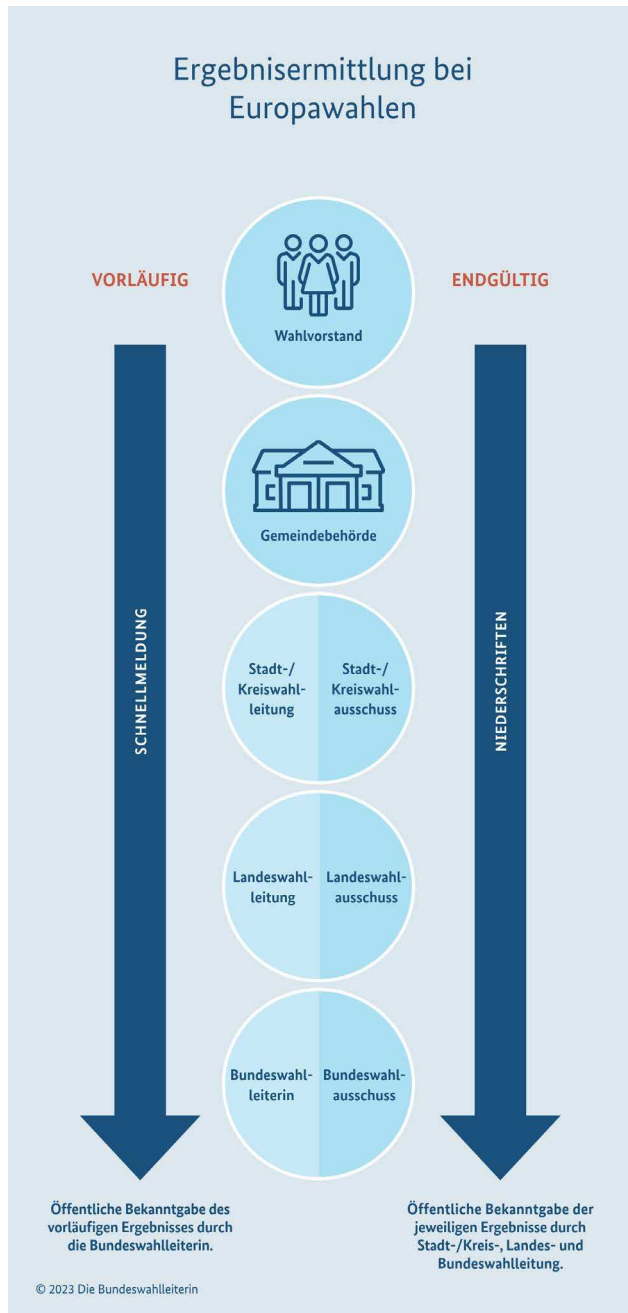 Ergebnisermittlung bei
Europawahlen
VORLÄUFIG
ENDGÜLTIG
Wahlvorstand
Gemeindebehörde
SCHNELLMELDUNG
NIEDERSCHRIFTEN
Stadt-/
Kreiswahl-
leitung
Stadt-/
Kreiswahl-
ausschuss
Landeswahl-
leitung
Landeswahl-
ausschuss
Bundeswahl-
leiterin
Bundeswahl-
ausschuss
Öffentliche Bekanntgabe des
vorläufigen Ergebnisses durch
die Bundeswahlleiterin.
Öffentliche Bekanntgabe der
jeweiligen Ergebnisse durch
Stadt-/Kreis-, Landes- und
Bundeswahlleitung.
© 2023 Die Bundeswahlleiterin